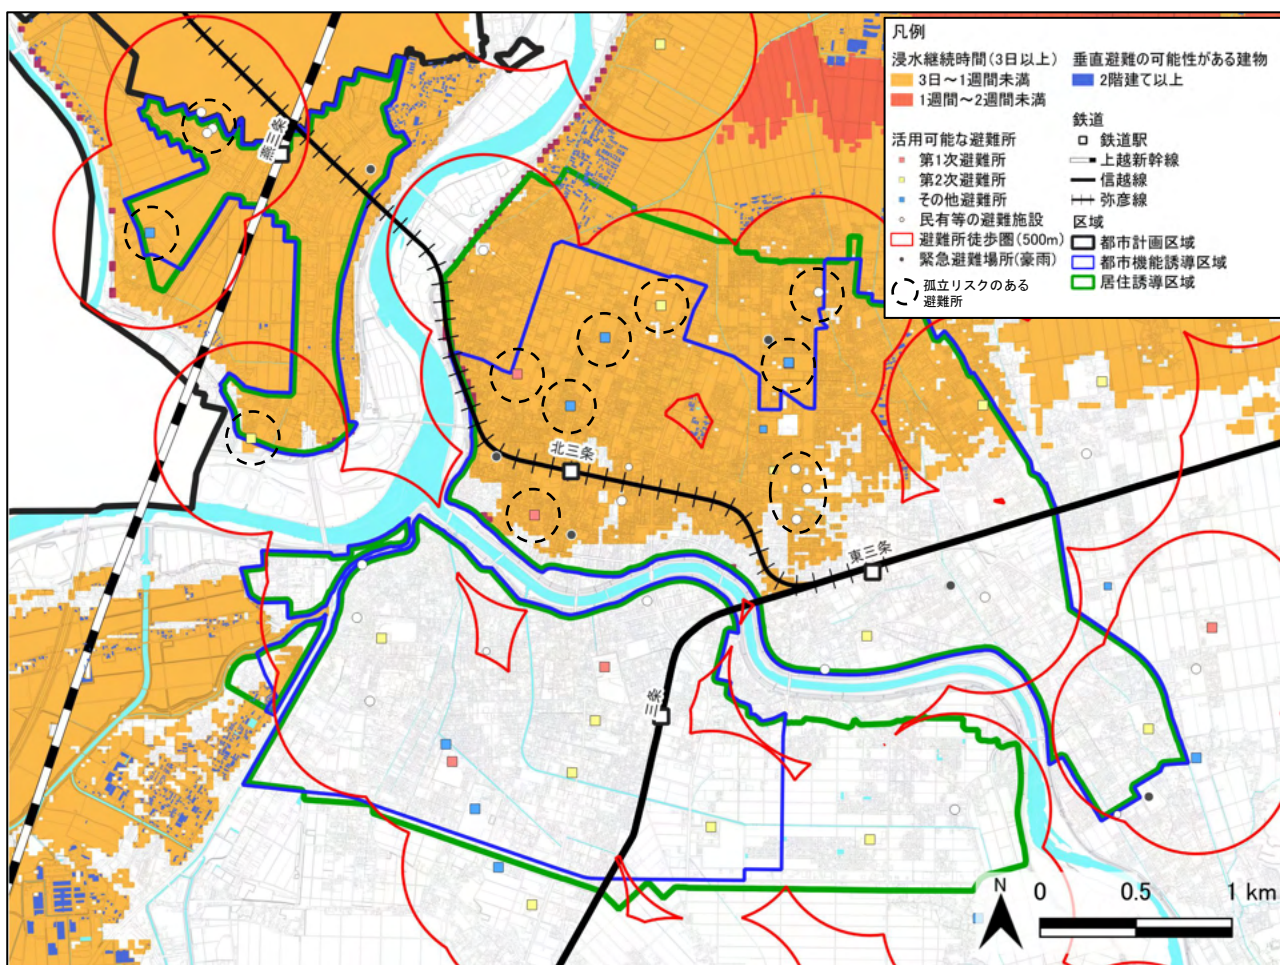 凡例
浸水継続時間(3日以上)
3日～1週間未満
1週間～2週間未満
活用可能な避難所
第1次避難所
第2次避難所
その他避難所
民有等の避難施設
避難所徒歩圏(500m)
緊急避難場所(豪雨)
孤立リスクのある
避難所
垂直避難の可能性がある建物
2階建て以上
鉄道
鉄道駅
上越新幹線
信越線
弥彦線
区域
都市計画区域
都市機能誘導区域
居住誘導区域
燕三条
北三条
東三条
三条
N
0 0.5 1 km